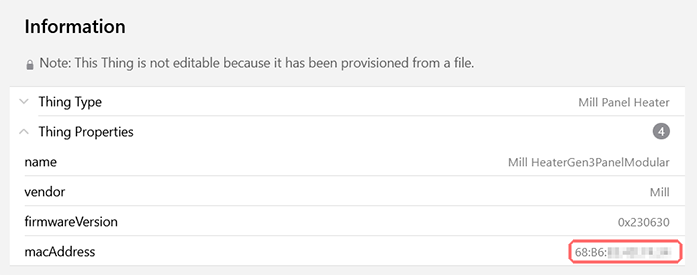 Information
Note: This Thing is not editable because it has been provisioned from a file.
Thing Type Mill Panel Heater
Thing Properties 4
name Mill HeaterGen3PanelModular
vendor Mill
firmwareVersion 0x230630
macAddress 68:B6: